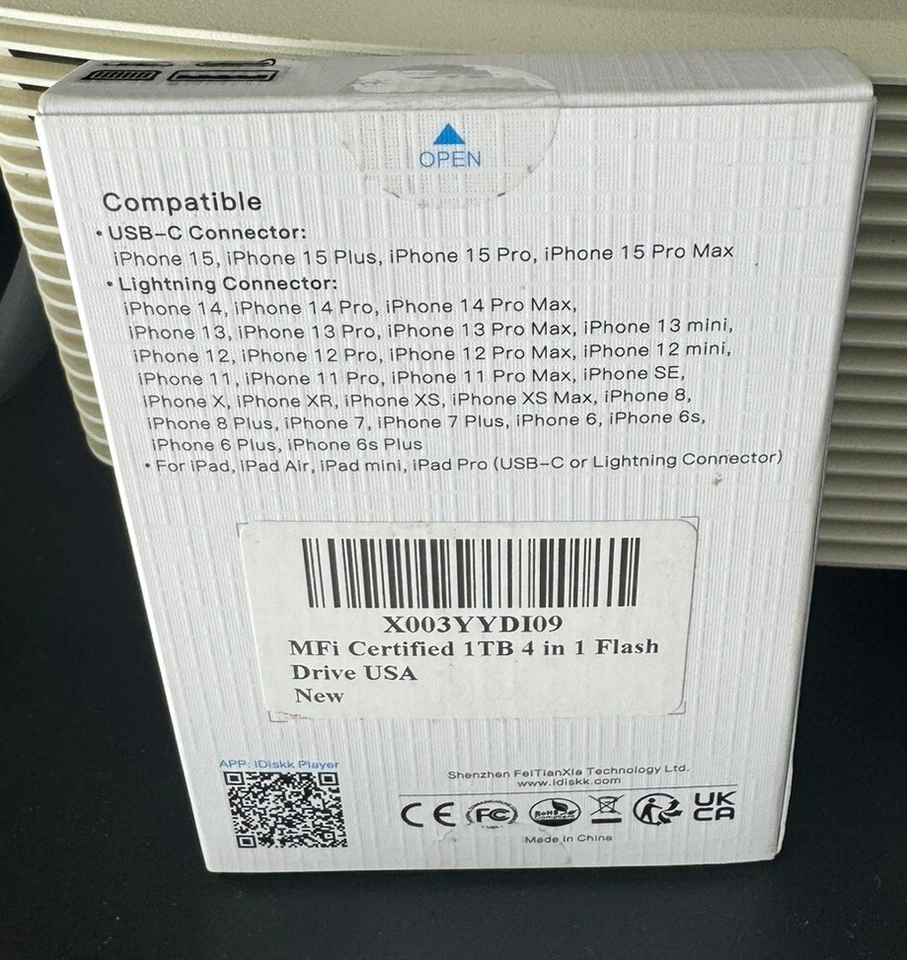 OPEN
Compatible
• USB-C Connector:
iPhone 15, iPhone 15 Plus, iPhone 15 Pro, iPhone 15 Pro Max
• Lightning Connector:
iPhone 14, iPhone 14 Pro, iPhone 14 Pro Max,
iPhone 13, iPhone 13 Pro, iPhone 13 Pro Max, iPhone 13 mini,
iPhone 12, iPhone 12 Pro, iPhone 12 Pro Max, iPhone 12 mini,
iPhone 11, iPhone 11 Pro, iPhone 11 Pro Max, iPhone SE,
iPhone X, iPhone XR, iPhone XS, iPhone XS Max, iPhone 8,
iPhone 8 Plus, iPhone 7, iPhone 7 Plus, iPhone 6, iPhone 6s,
iPhone 6 Plus, iPhone 6s Plus
• For iPad, iPad Air, iPad mini, iPad Pro (USB-C or Lightning Connector)
X003YYDI09
MFi Certified 1TB 4 in 1 Flash
Drive USA
New
APP: iDiskk Player
Shenzhen FeiTianXia Technology Ltd.
www.idiskk.com
CE FC RoHS UK CA
Made in China